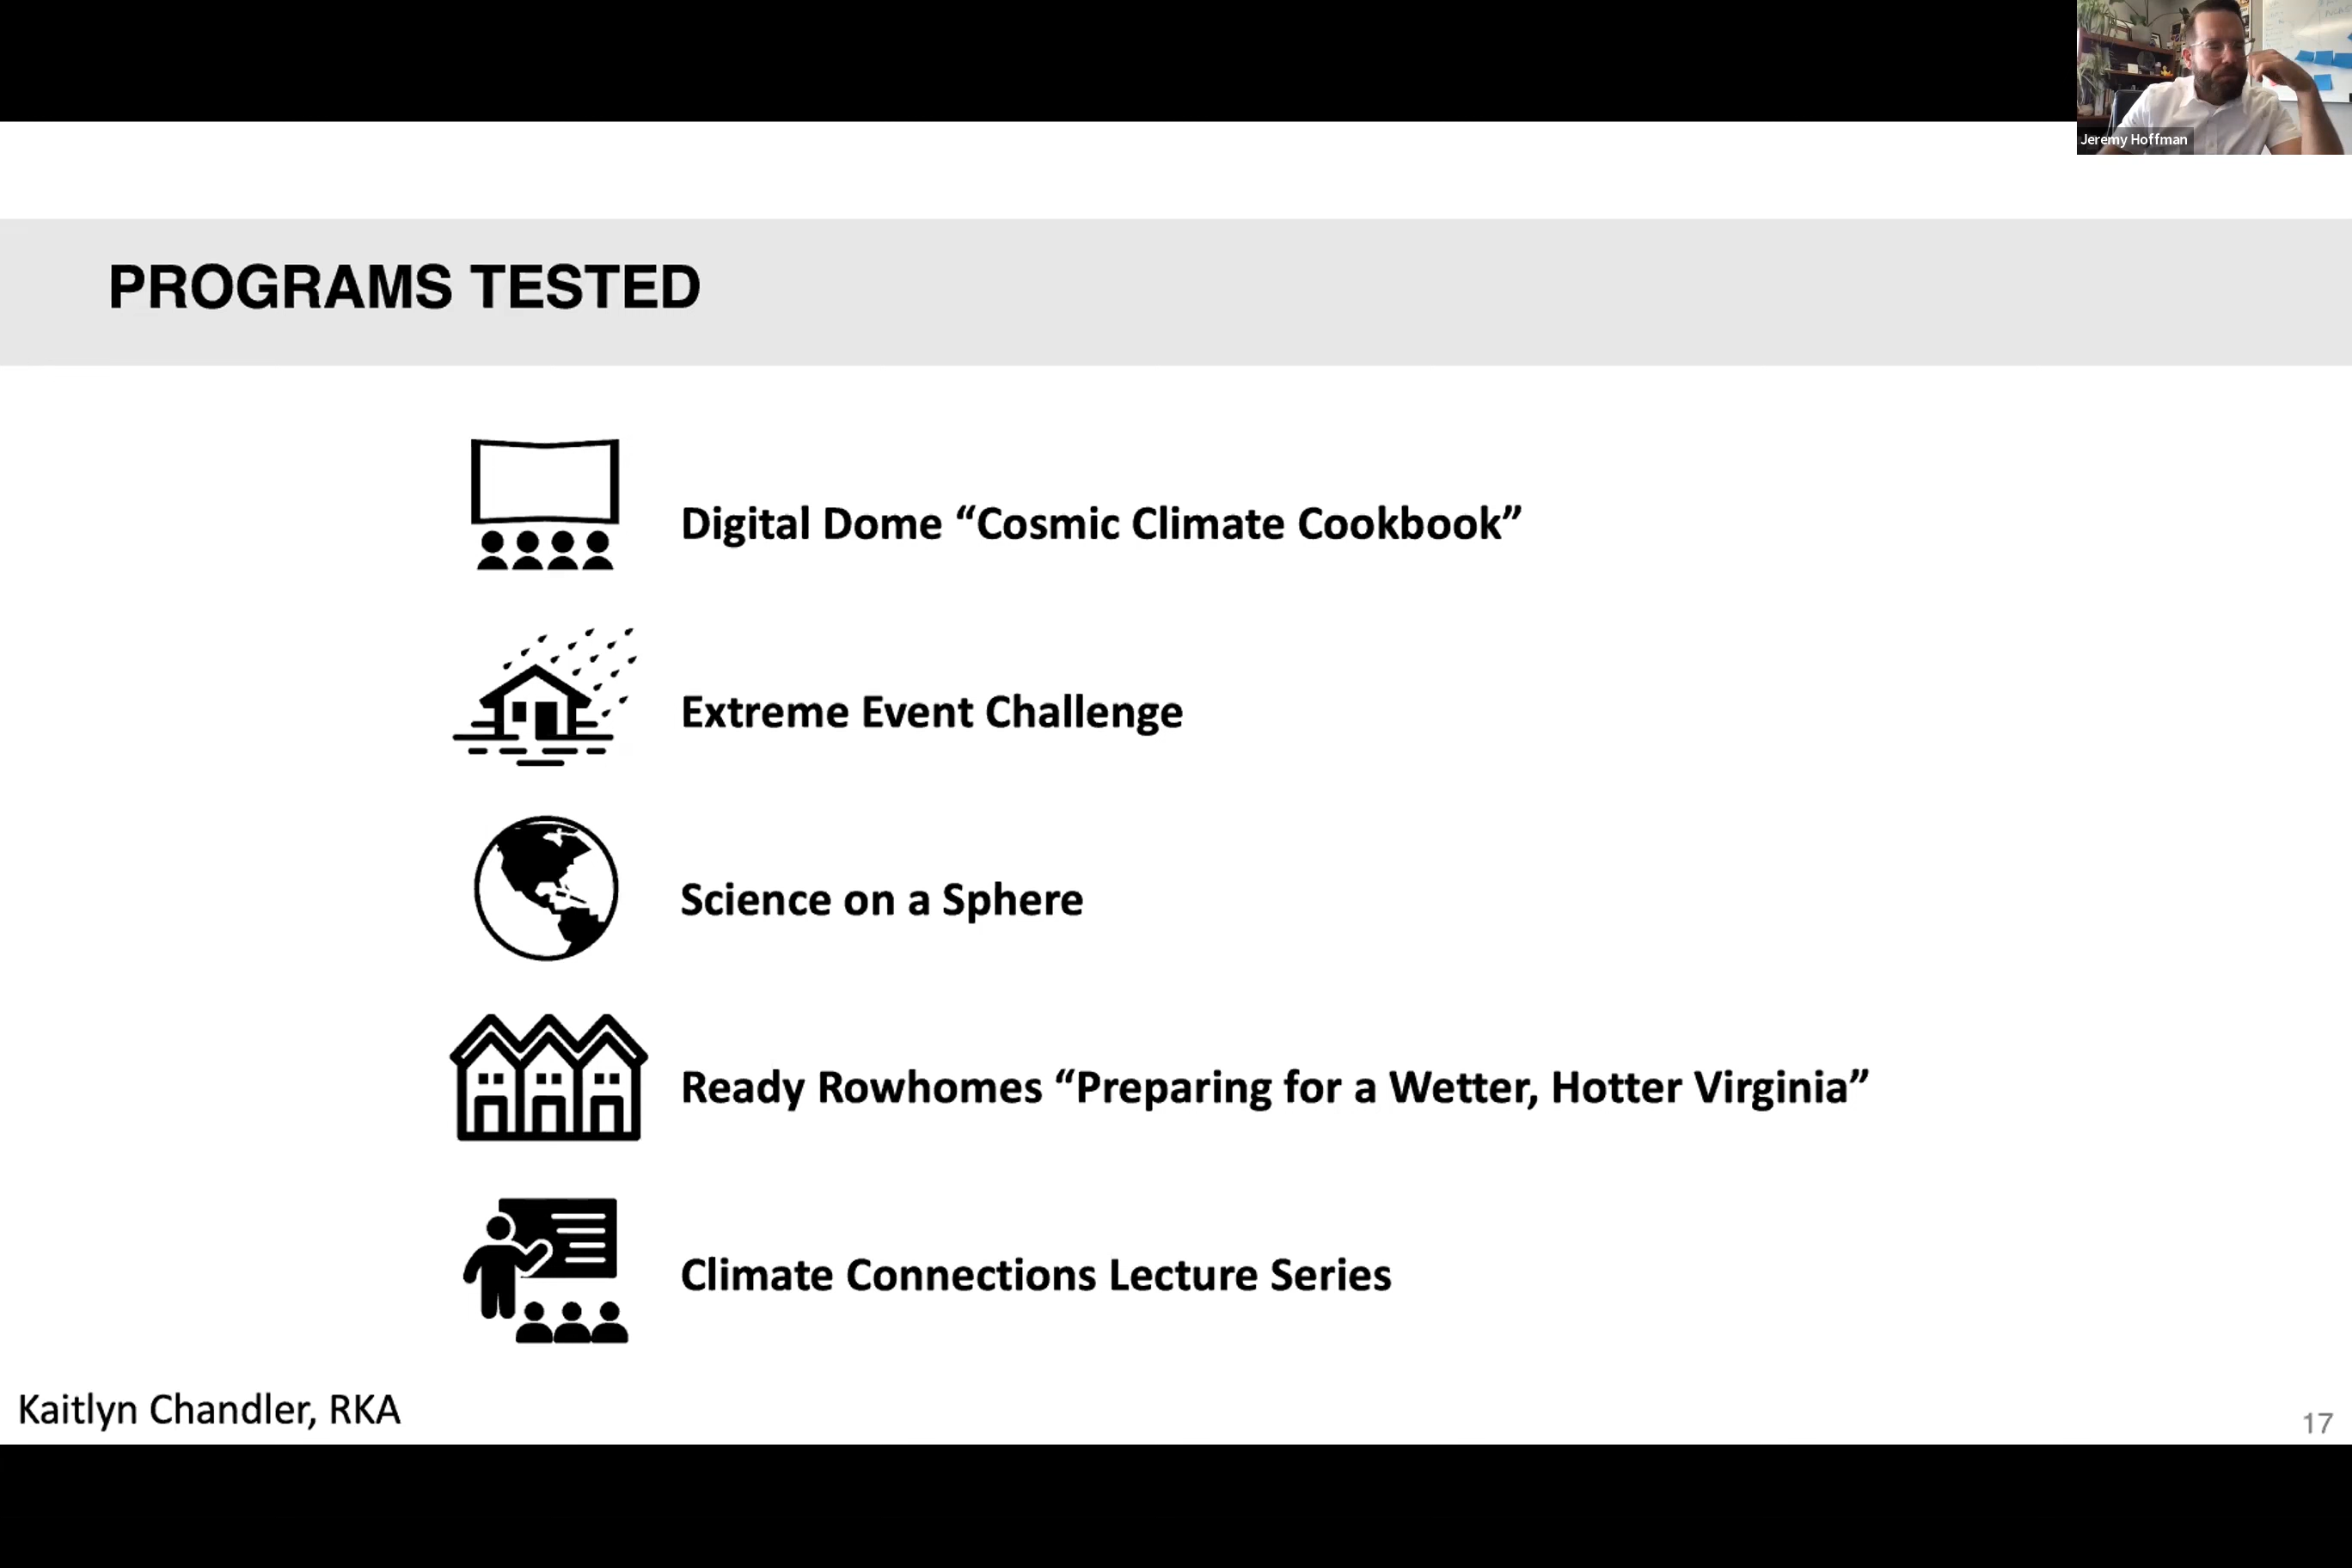 Jeremy Hoffman
PROGRAMS TESTED
Digital Dome “Cosmic Climate Cookbook”
Extreme Event Challenge
Science on a Sphere
Ready Rowhomes “Preparing for a Wetter, Hotter Virginia”
Climate Connections Lecture Series
Kaitlyn Chandler, RKA
17